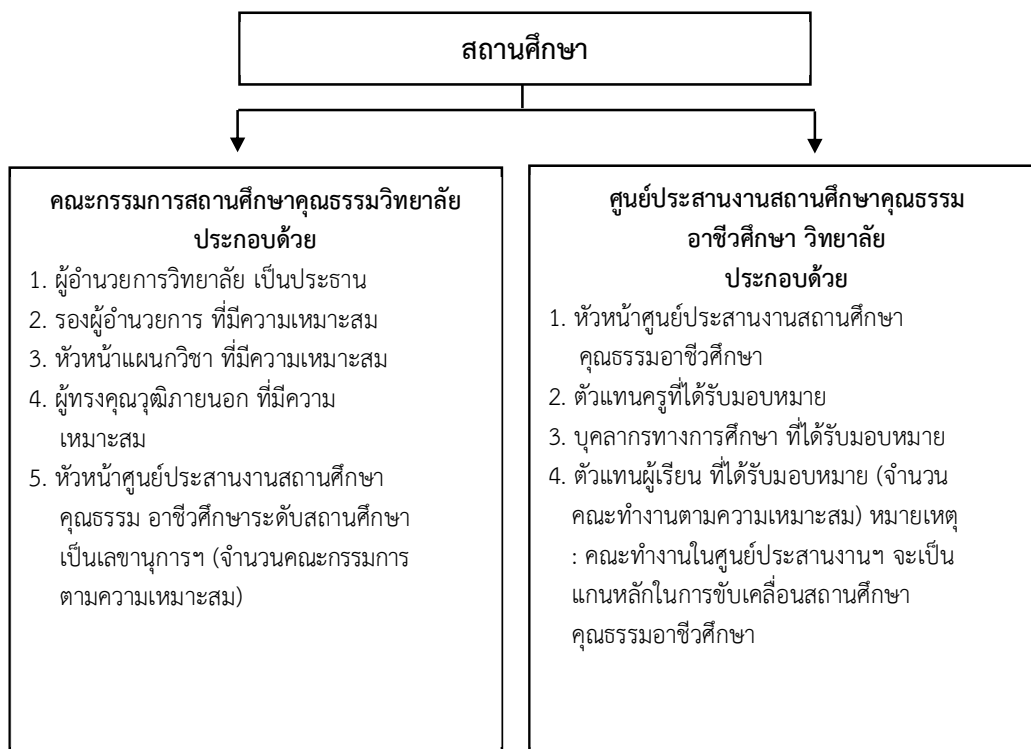 สถานศึกษา
คณะกรรมการสถานศึกษาคุณธรรมวิทยาลัย
ประกอบด้วย
1. ผู้อำนวยการวิทยาลัย เป็นประธาน
2. รองผู้อำนวยการ ที่มีความเหมาะสม
3. หัวหน้าแผนกวิชา ที่มีความเหมาะสม
4. ผู้ทรงคุณวุฒิภายนอก ที่มีความ
เหมาะสม
5. หัวหน้าศูนย์ประสานงานสถานศึกษา
คุณธรรม อาชีวศึกษาระดับสถานศึกษา
เป็นเลขานุการฯ (จำนวนคณะกรรมการ
ตามความเหมาะสม)
ศูนย์ประสานงานสถานศึกษาคุณธรรม
อาชีวศึกษา วิทยาลัย
ประกอบด้วย
1. หัวหน้าศูนย์ประสานงานสถานศึกษา
คุณธรรมอาชีวศึกษา
2. ตัวแทนครูที่ได้รับมอบหมาย
3. บุคลากรทางการศึกษา ที่ได้รับมอบหมาย
4. ตัวแทนผู้เรียน ที่ได้รับมอบหมาย (จำนวน
คณะทำงานตามความเหมาะสม) หมายเหตุ
: คณะทำงานในศูนย์ประสานงานฯ จะเป็น
แกนหลักในการขับเคลื่อนสถานศึกษา
คุณธรรมอาชีวศึกษา